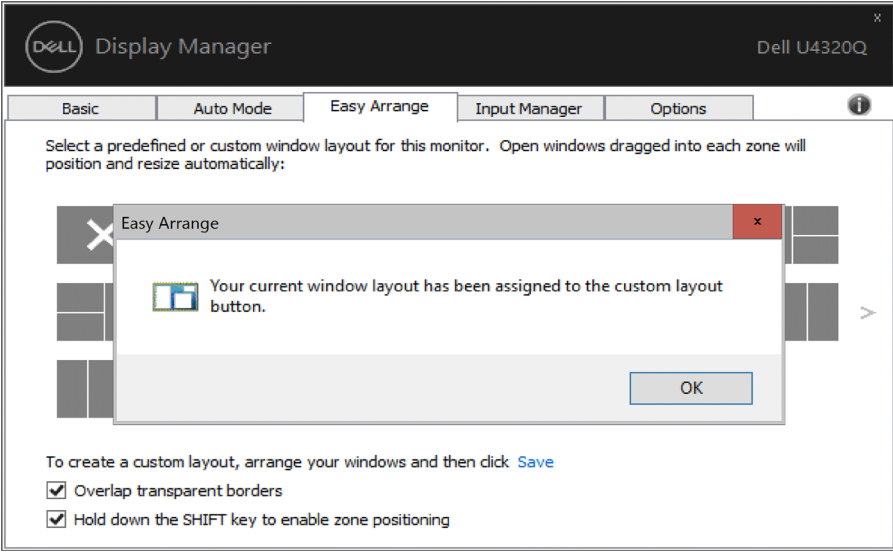 x
DELL Display Manager
Dell U4320Q
Basic Auto Mode Easy Arrange Input Manager Options i
Select a predefined or custom window layout for this monitor. Open windows dragged into each zone will
position and resize automatically:
Easy Arrange x
Your current window layout has been assigned to the custom layout
button.
>
OK
To create a custom layout, arrange your windows and then click Save
Overlap transparent borders
Hold down the SHIFT key to enable zone positioning